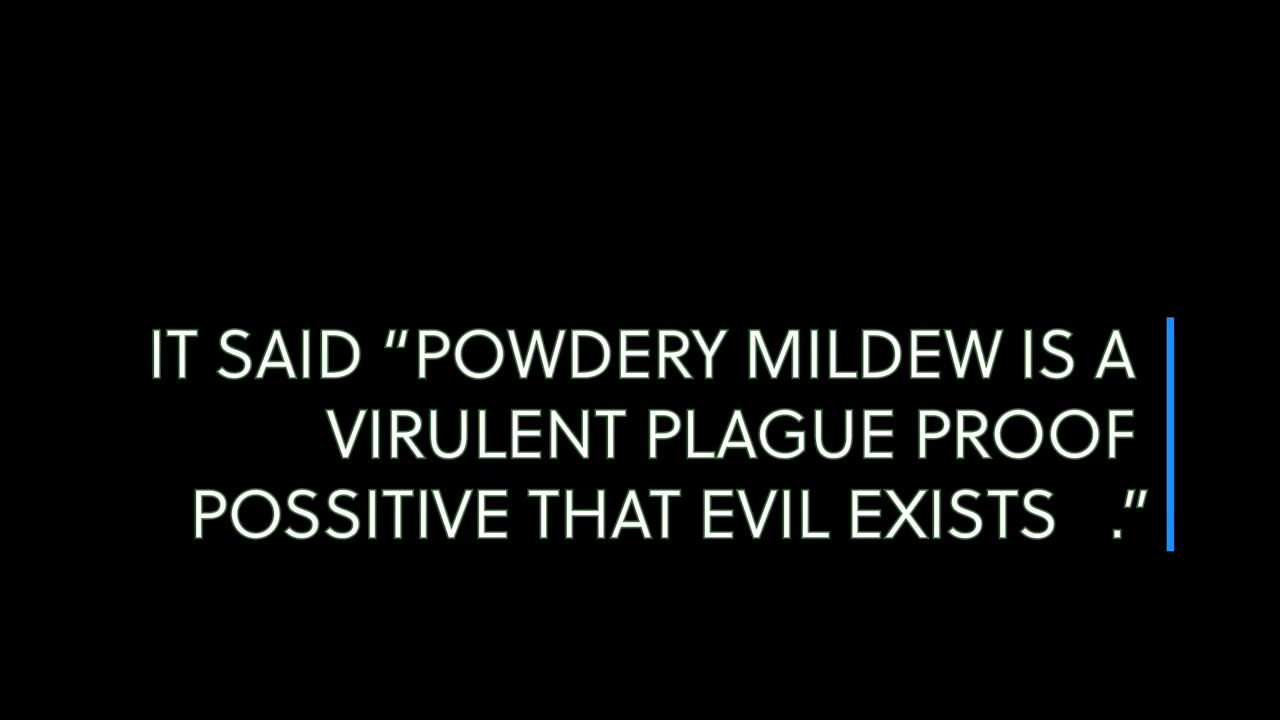 IT SAID “POWDERY MILDEW IS A
VIRULENT PLAGUE PROOF
POSSITIVE THAT EVIL EXISTS   .”